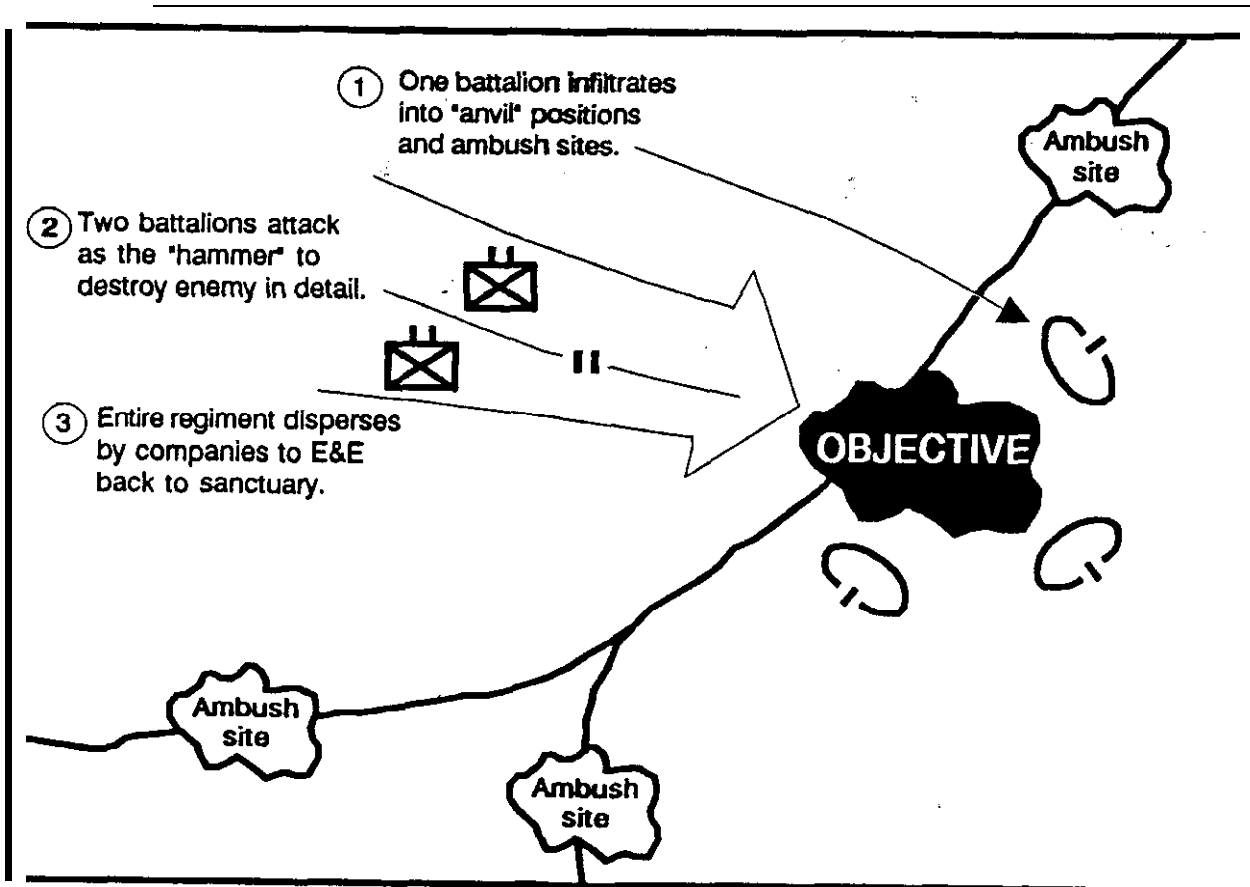 1 One battalion infiltrates
into "anvil" positions
and ambush sites.
Ambush
site
2 Two battalions attack
as the "hammer" to
destroy enemy in detail.
3 Entire regiment disperses
by companies to E&E
back to sanctuary.
OBJECTIVE
Ambush
site
Ambush
site